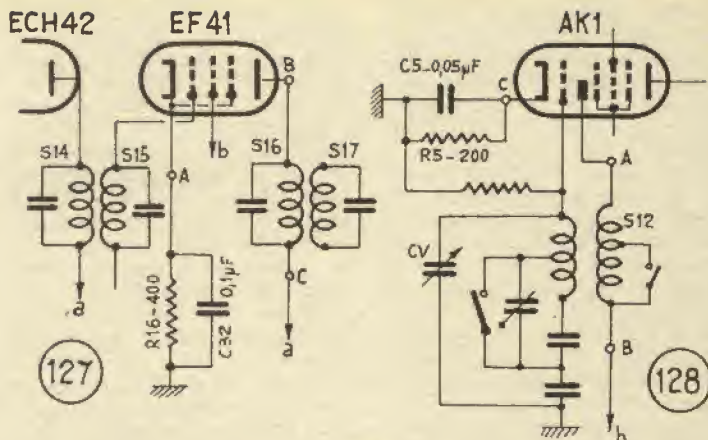 ECH42
EF41
B
S14
S15
b
A
S16
S17
C
R16-400
0,1µF
C32
a
a
127
AK1
C5-0,05µF
C
R5-200
A
S12
CV
B
b
128